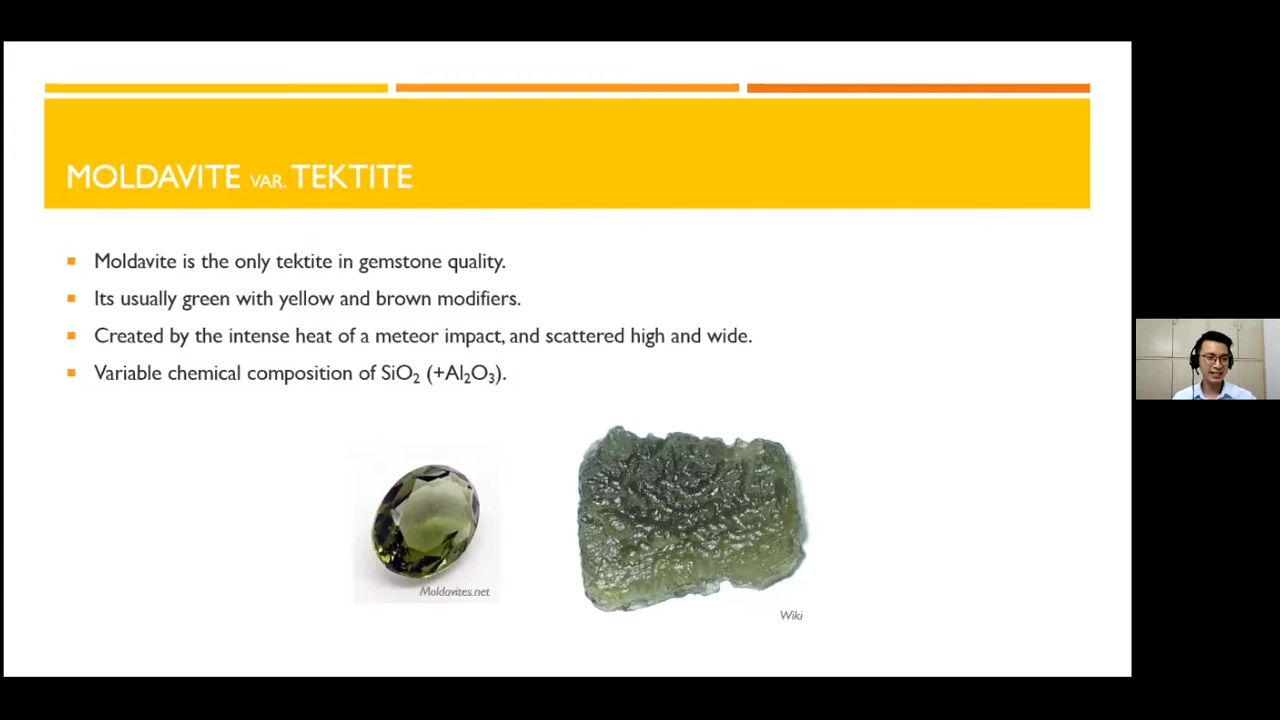 MOLDAVITE VAR. TEKTITE
Moldavite is the only tektite in gemstone quality.
Its usually green with yellow and brown modifiers.
Created by the intense heat of a meteor impact, and scattered high and wide.
Variable chemical composition of SiO₂ (+Al₂O₃).
Moldavites.net
Wiki